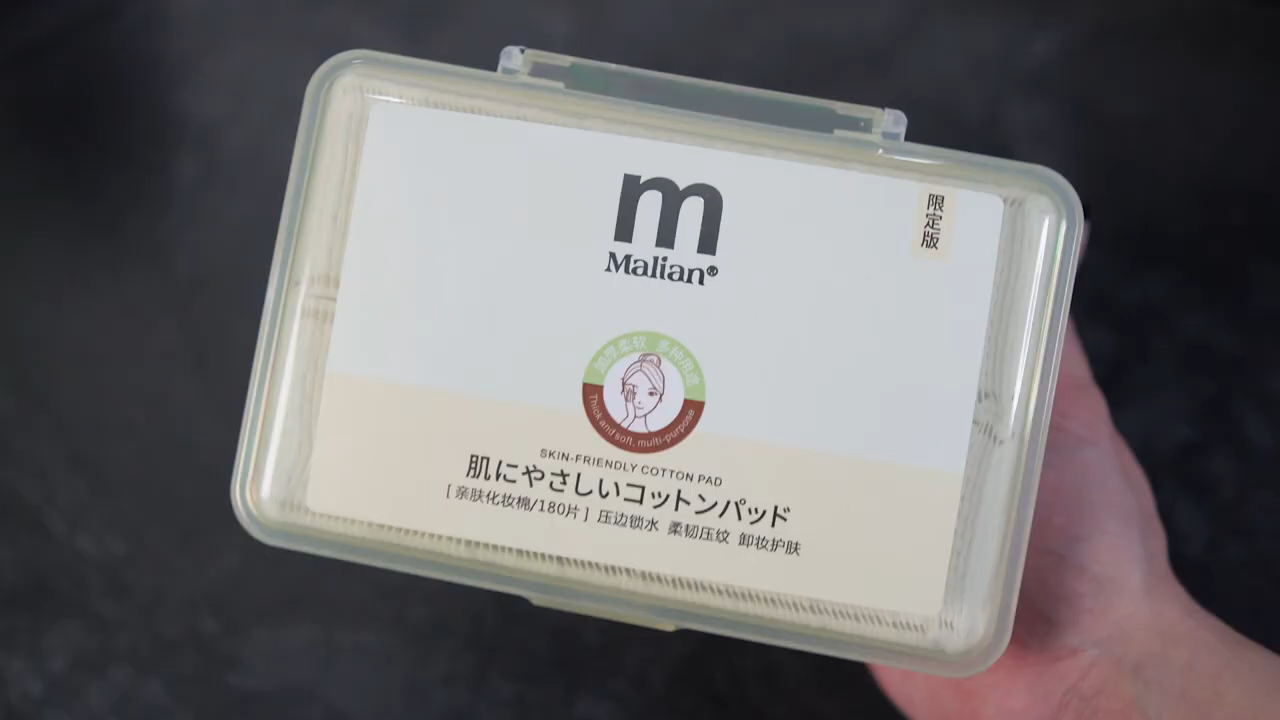 m
Malian®
限定版
加厚柔软 多种用途
Thick and soft, multi-purpose
SKIN-FRIENDLY COTTON PAD
肌にやさしいコットンパッド
[亲肤化妆棉/180片] 压边锁水 柔韧压纹 卸妆护肤